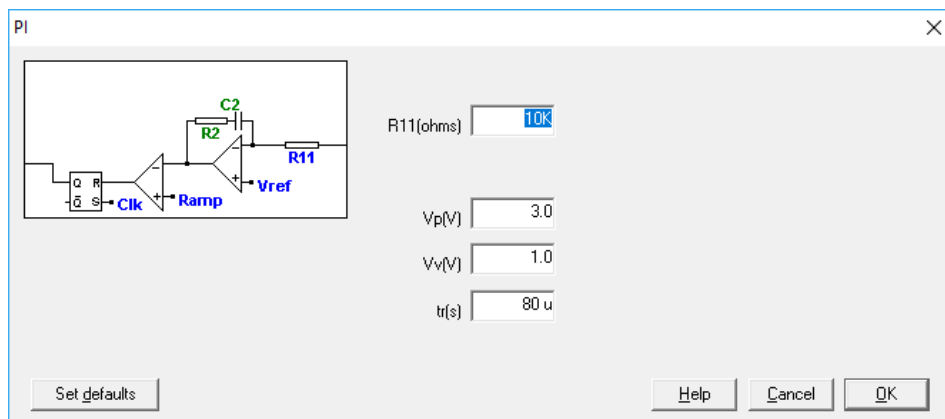 PI
C2
R2
R11
Vref
Ramp
Clk
Q R
Q S
R11(ohms) 10K
Vp(V) 3.0
Vv(V) 1.0
tr(s) 80 u
Set defaults
Help
Cancel
OK